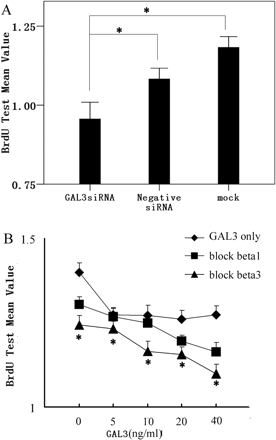 A
*
*
BrdU Test Mean Value
1.25
1.00
0.75
GAL3siRNA
Negative
siRNA
mock
B
1.5
GAL3 only
block beta1
block beta3
BrdU Test Mean Value
* * * * *
1
0 5 10 20 40
GAL3(ng/ml)